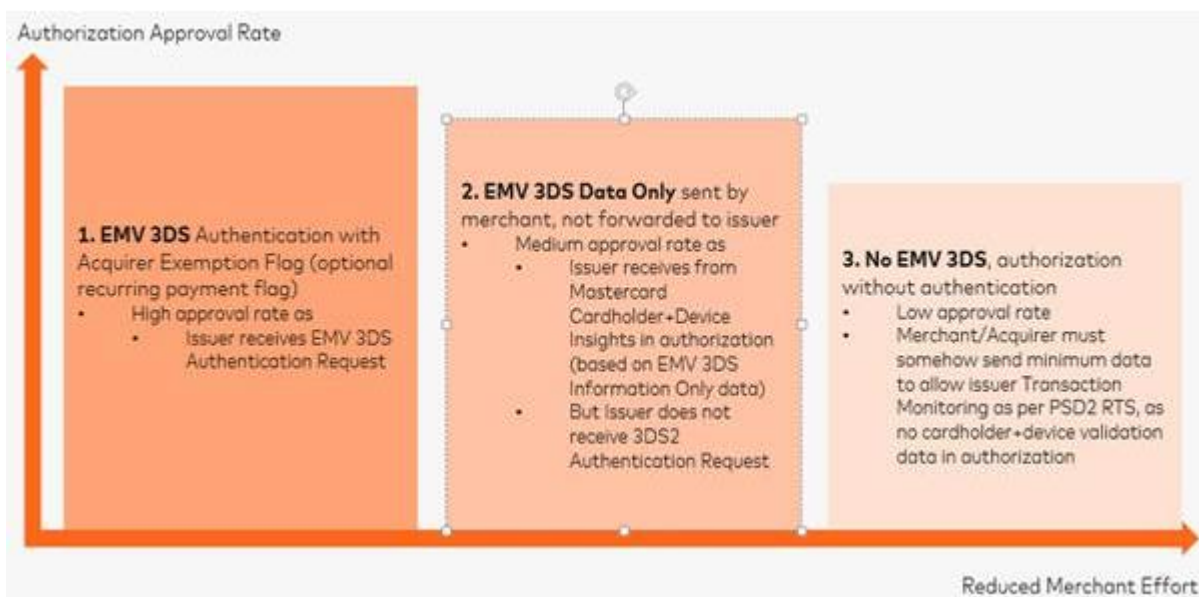 Authorization Approval Rate
1. EMV 3DS Authentication with
Acquirer Exemption Flag (optional
recurring payment flag)
• High approval rate as
• Issuer receives EMV 3DS
Authentication Request
2. EMV 3DS Data Only sent by
merchant, not forwarded to issuer
• Medium approval rate as
• Issuer receives from
Mastercard
Cardholder+Device
Insights in authorization
(based on EMV 3DS
Information Only data)
• But Issuer does not
receive 3DS2
Authentication Request
3. No EMV 3DS, authorization
without authentication
• Low approval rate
• Merchant/Acquirer must
somehow send minimum data
to allow issuer Transaction
Monitoring as per PSD2 RTS, as
no cardholder+device validation
data in authorization
Reduced Merchant Effort